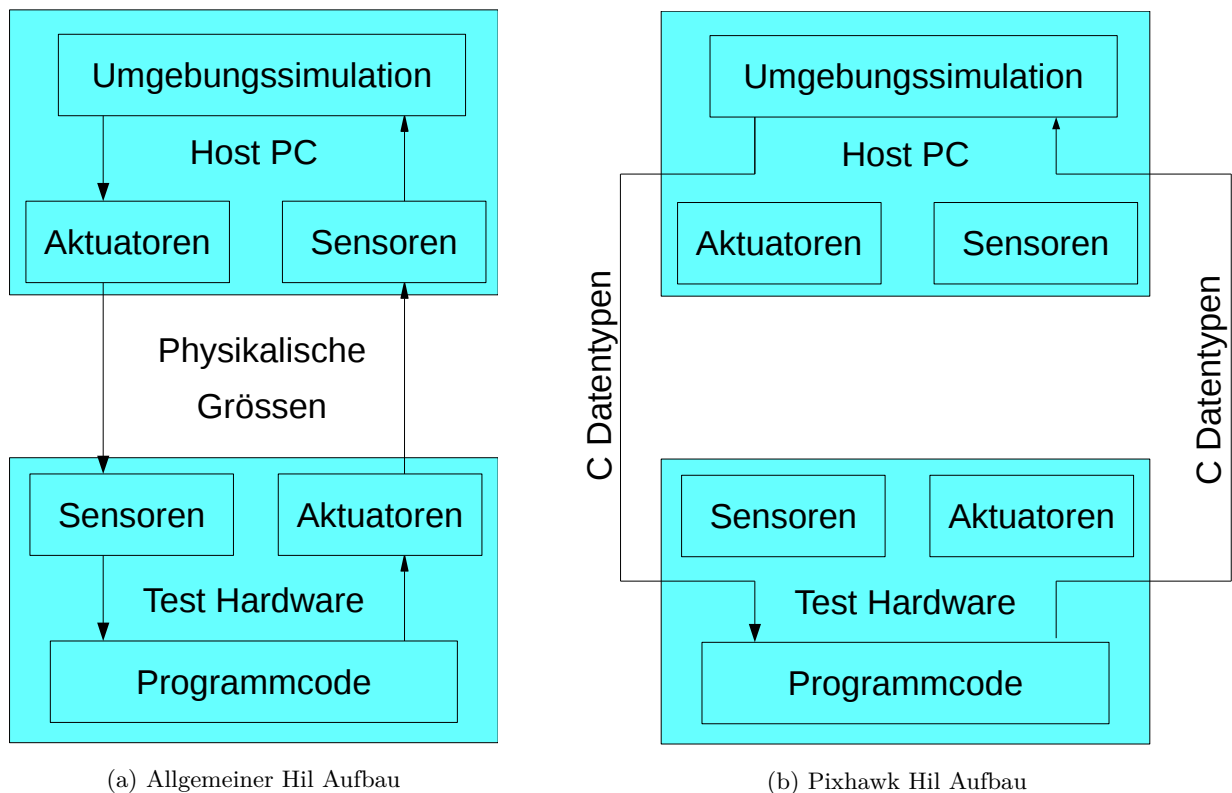 Umgebungssimulation
Host PC
Aktuatoren
Sensoren
Physikalische
Grössen
Sensoren
Aktuatoren
Test Hardware
Programmcode
(a) Allgemeiner Hil Aufbau
Umgebungssimulation
Host PC
Aktuatoren
Sensoren
C Datentypen
C Datentypen
Sensoren
Aktuatoren
Test Hardware
Programmcode
(b) Pixhawk Hil Aufbau